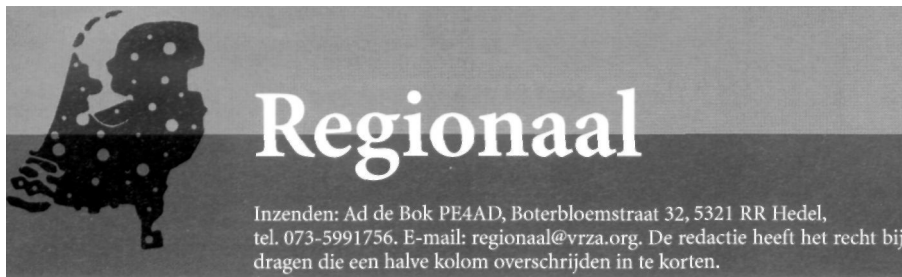 Regionaal
Inzenden: Ad de Bok PE4AD, Boterbloemstraat 32, 5321 RR Hedel,
tel. 073-5991756. E-mail: regionaal@vrza.org. De redactie heeft het recht bij
dragen die een halve kolom overschrijden in te korten.